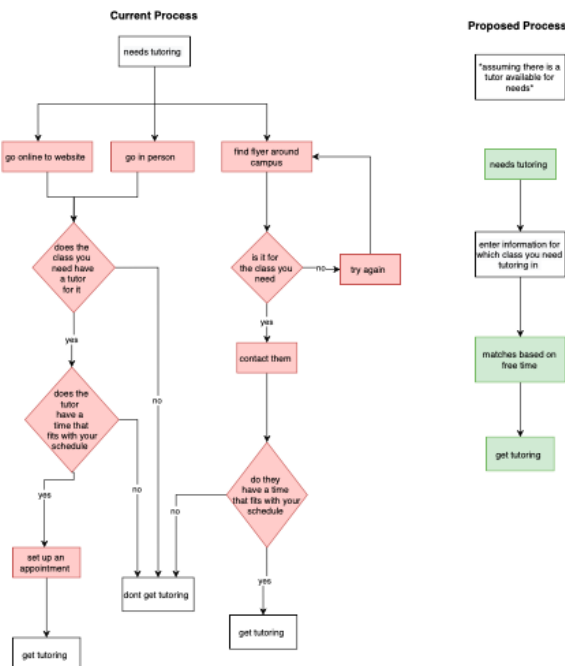 Current Process
Proposed Process
needs tutoring
"assuming there is a
tutor available for
needs"
go online to website
go in person
find flyer around
campus
needs tutoring
does the
class you
need have
a tutor
for it
is it for
the class you
need
no
try again
enter information for
which class you need
tutoring in
yes
yes
contact them
matches based on
free time
does the
tutor
have a
time that
fits with your
schedule
no
get tutoring
do they
have a time
that fits with your
schedule
yes
no
no
set up an
appointment
dont get tutoring
yes
get tutoring
get tutoring